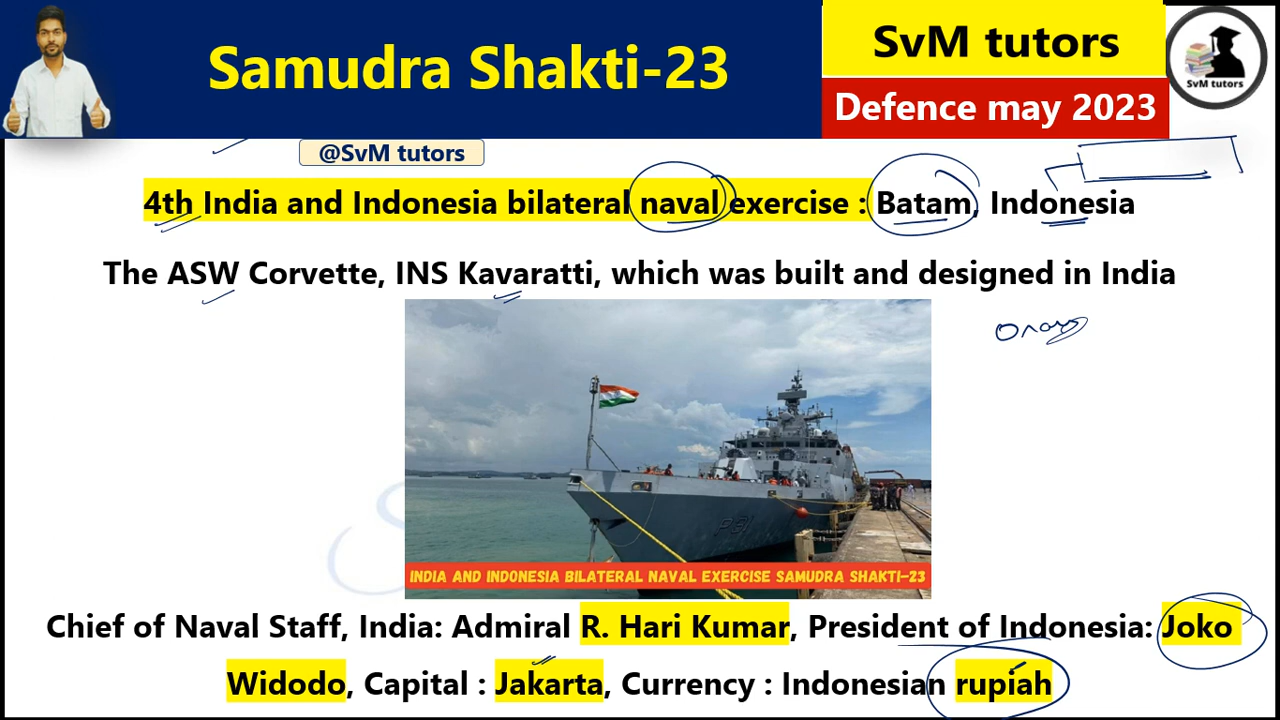 Samudra Shakti-23
SvM tutors
Defence may 2023
SvM tutors
@SvM tutors
4th India and Indonesia bilateral naval exercise : Batam, Indonesia
The ASW Corvette, INS Kavaratti, which was built and designed in India
P31
INDIA AND INDONESIA BILATERAL NAVAL EXERCISE SAMUDRA SHAKTI-23
Chief of Naval Staff, India: Admiral R. Hari Kumar, President of Indonesia: Joko
Widodo, Capital : Jakarta, Currency : Indonesian rupiah